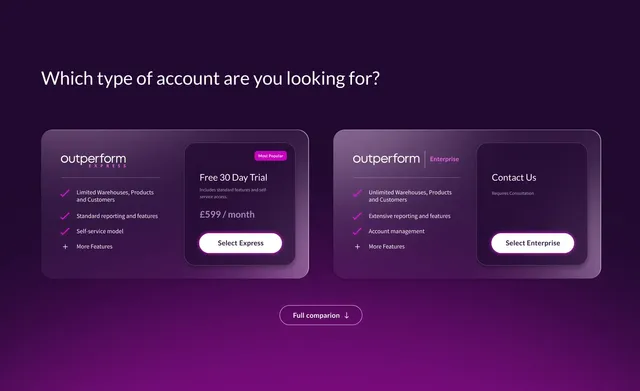 Which type of account are you looking for?
outperform
EXPRESS
Limited Warehouses, Products
and Customers
Standard reporting and features
Self-service model
+ More Features
Most Popular
Free 30 Day Trial
Includes standard features and self-
service access.
£599 / month
Select Express
outperform | Enterprise
Unlimited Warehouses, Products
and Customers
Extensive reporting and features
Account management
+ More Features
Contact Us
Requires Consultation
Select Enterprise
Full comparion ↓